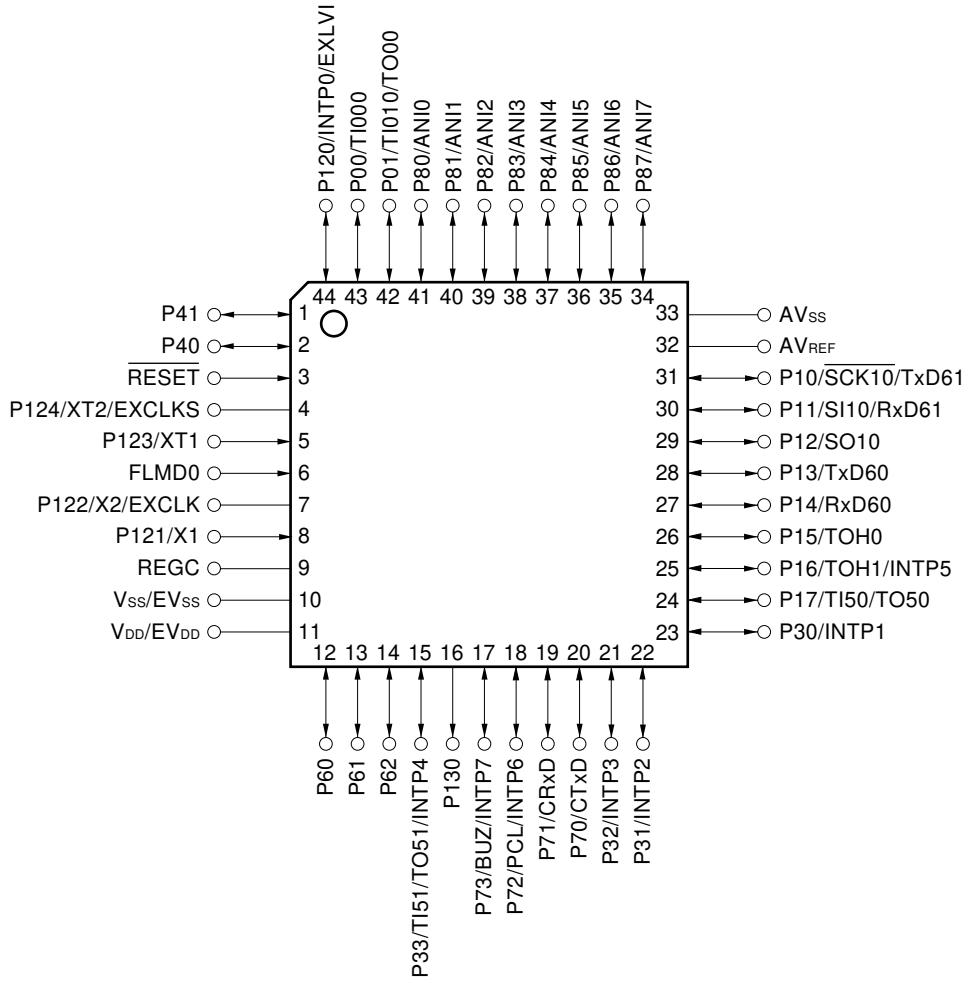 P120/INTP0/EXLVI
P00/TI000
P01/TI010/TO00
P80/ANI0
P81/ANI1
P82/ANI2
P83/ANI3
P84/ANI4
P85/ANI5
P86/ANI6
P87/ANI7
44 43 42 41 40 39 38 37 36 35 34
P41 1
P40 2
RESET 3
P124/XT2/EXCLKS 4
P123/XT1 5
FLMD0 6
P122/X2/EXCLK 7
P121/X1 8
REGC 9
VSS/EVSS 10
VDD/EVDD 11
33 AVSS
32 AVREF
31 P10/SCK10/TxD61
30 P11/SI10/RxD61
29 P12/SO10
28 P13/TxD60
27 P14/RxD60
26 P15/TOH0
25 P16/TOH1/INTP5
24 P17/TI50/TO50
23 P30/INTP1
12 13 14 15 16 17 18 19 20 21 22
P60
P61
P62
P33/TI51/TO51/INTP4
P130
P73/BUZ/INTP7
P72/PCL/INTP6
P71/CRxD
P70/CTxD
P32/INTP3
P31/INTP2